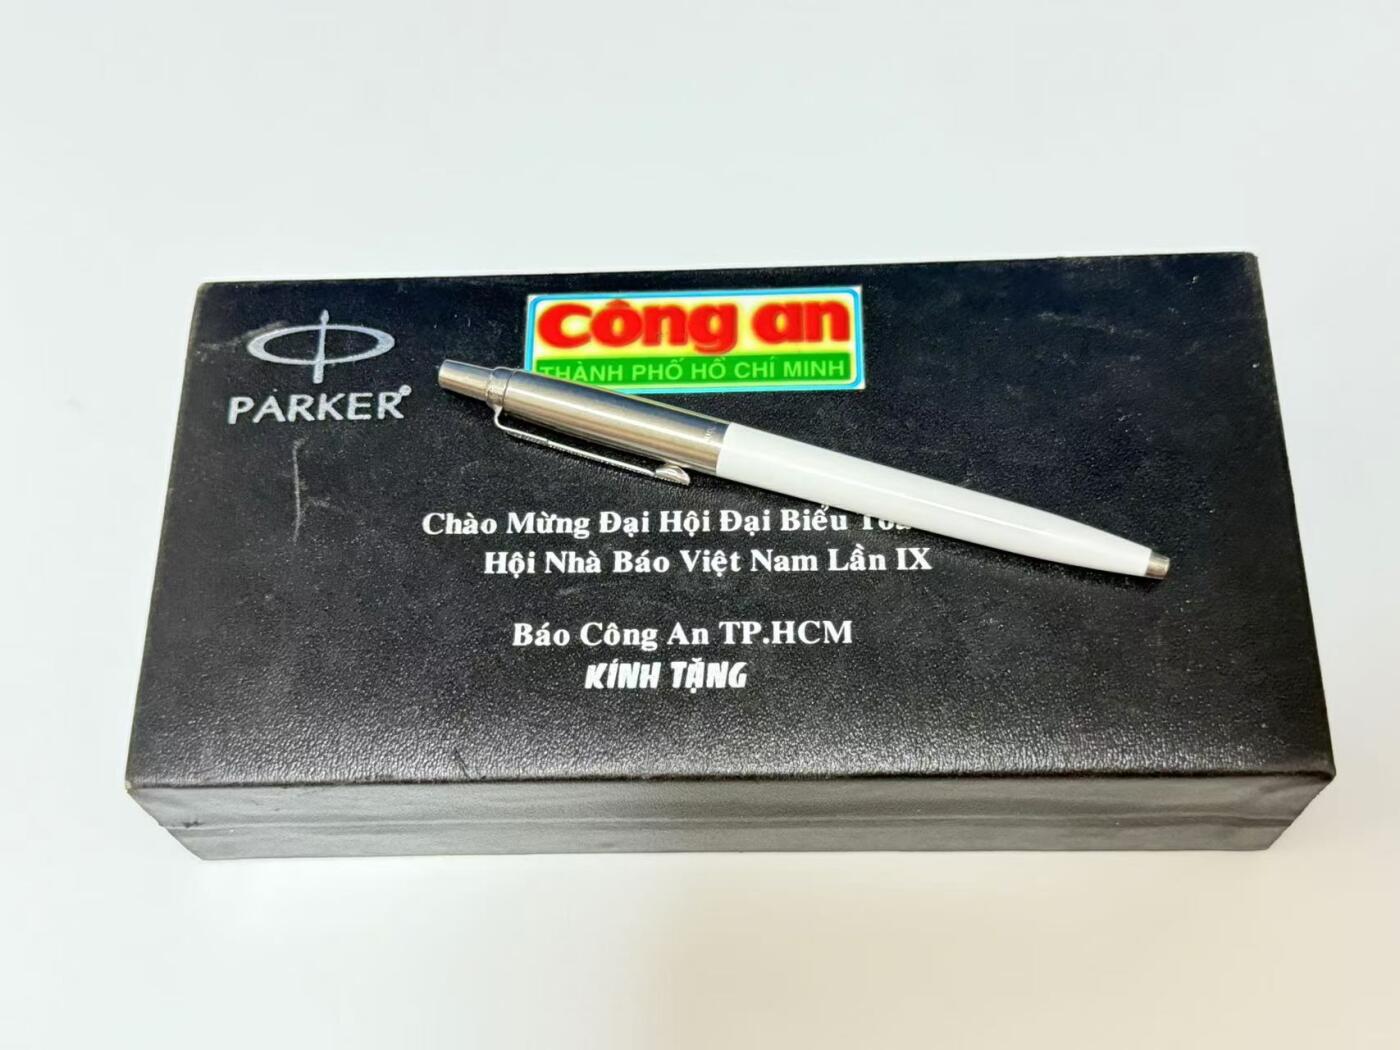 công an
THÀNH PHỐ HỒ CHÍ MINH
PARKER®
Chào Mừng Đại Hội Đại Biểu
Hội Nhà Báo Việt Nam Lần IX
Báo Công An TP.HCM
KÍNH TẶNG